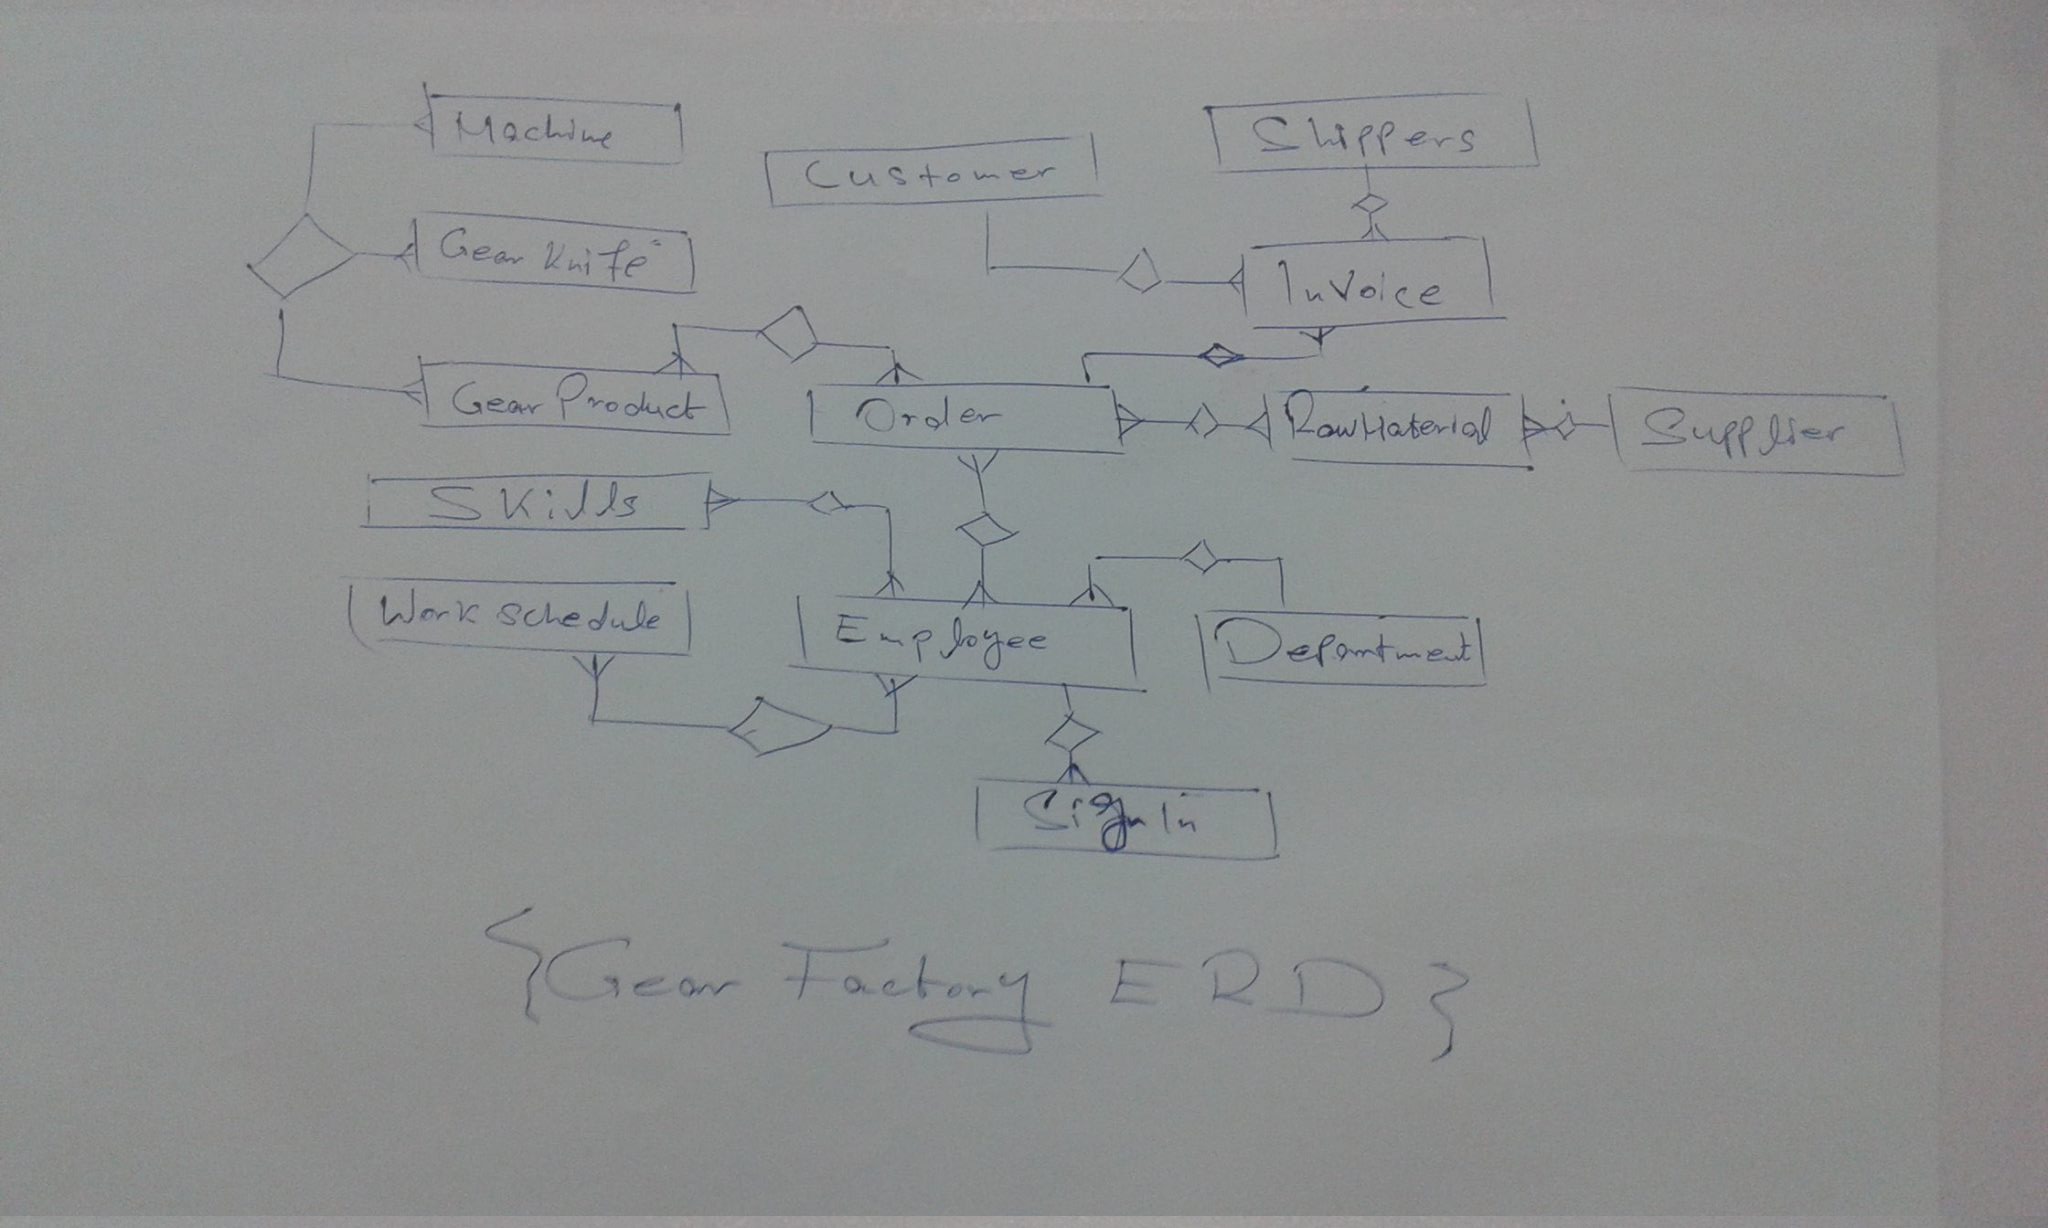 Machine
Customer
Shippers
Gear Knife
Invoice
Gear Product
Order
RawMaterial
Supplier
Skills
Work schedule
Employee
Department
SignIn
{Gear Factory ERD}